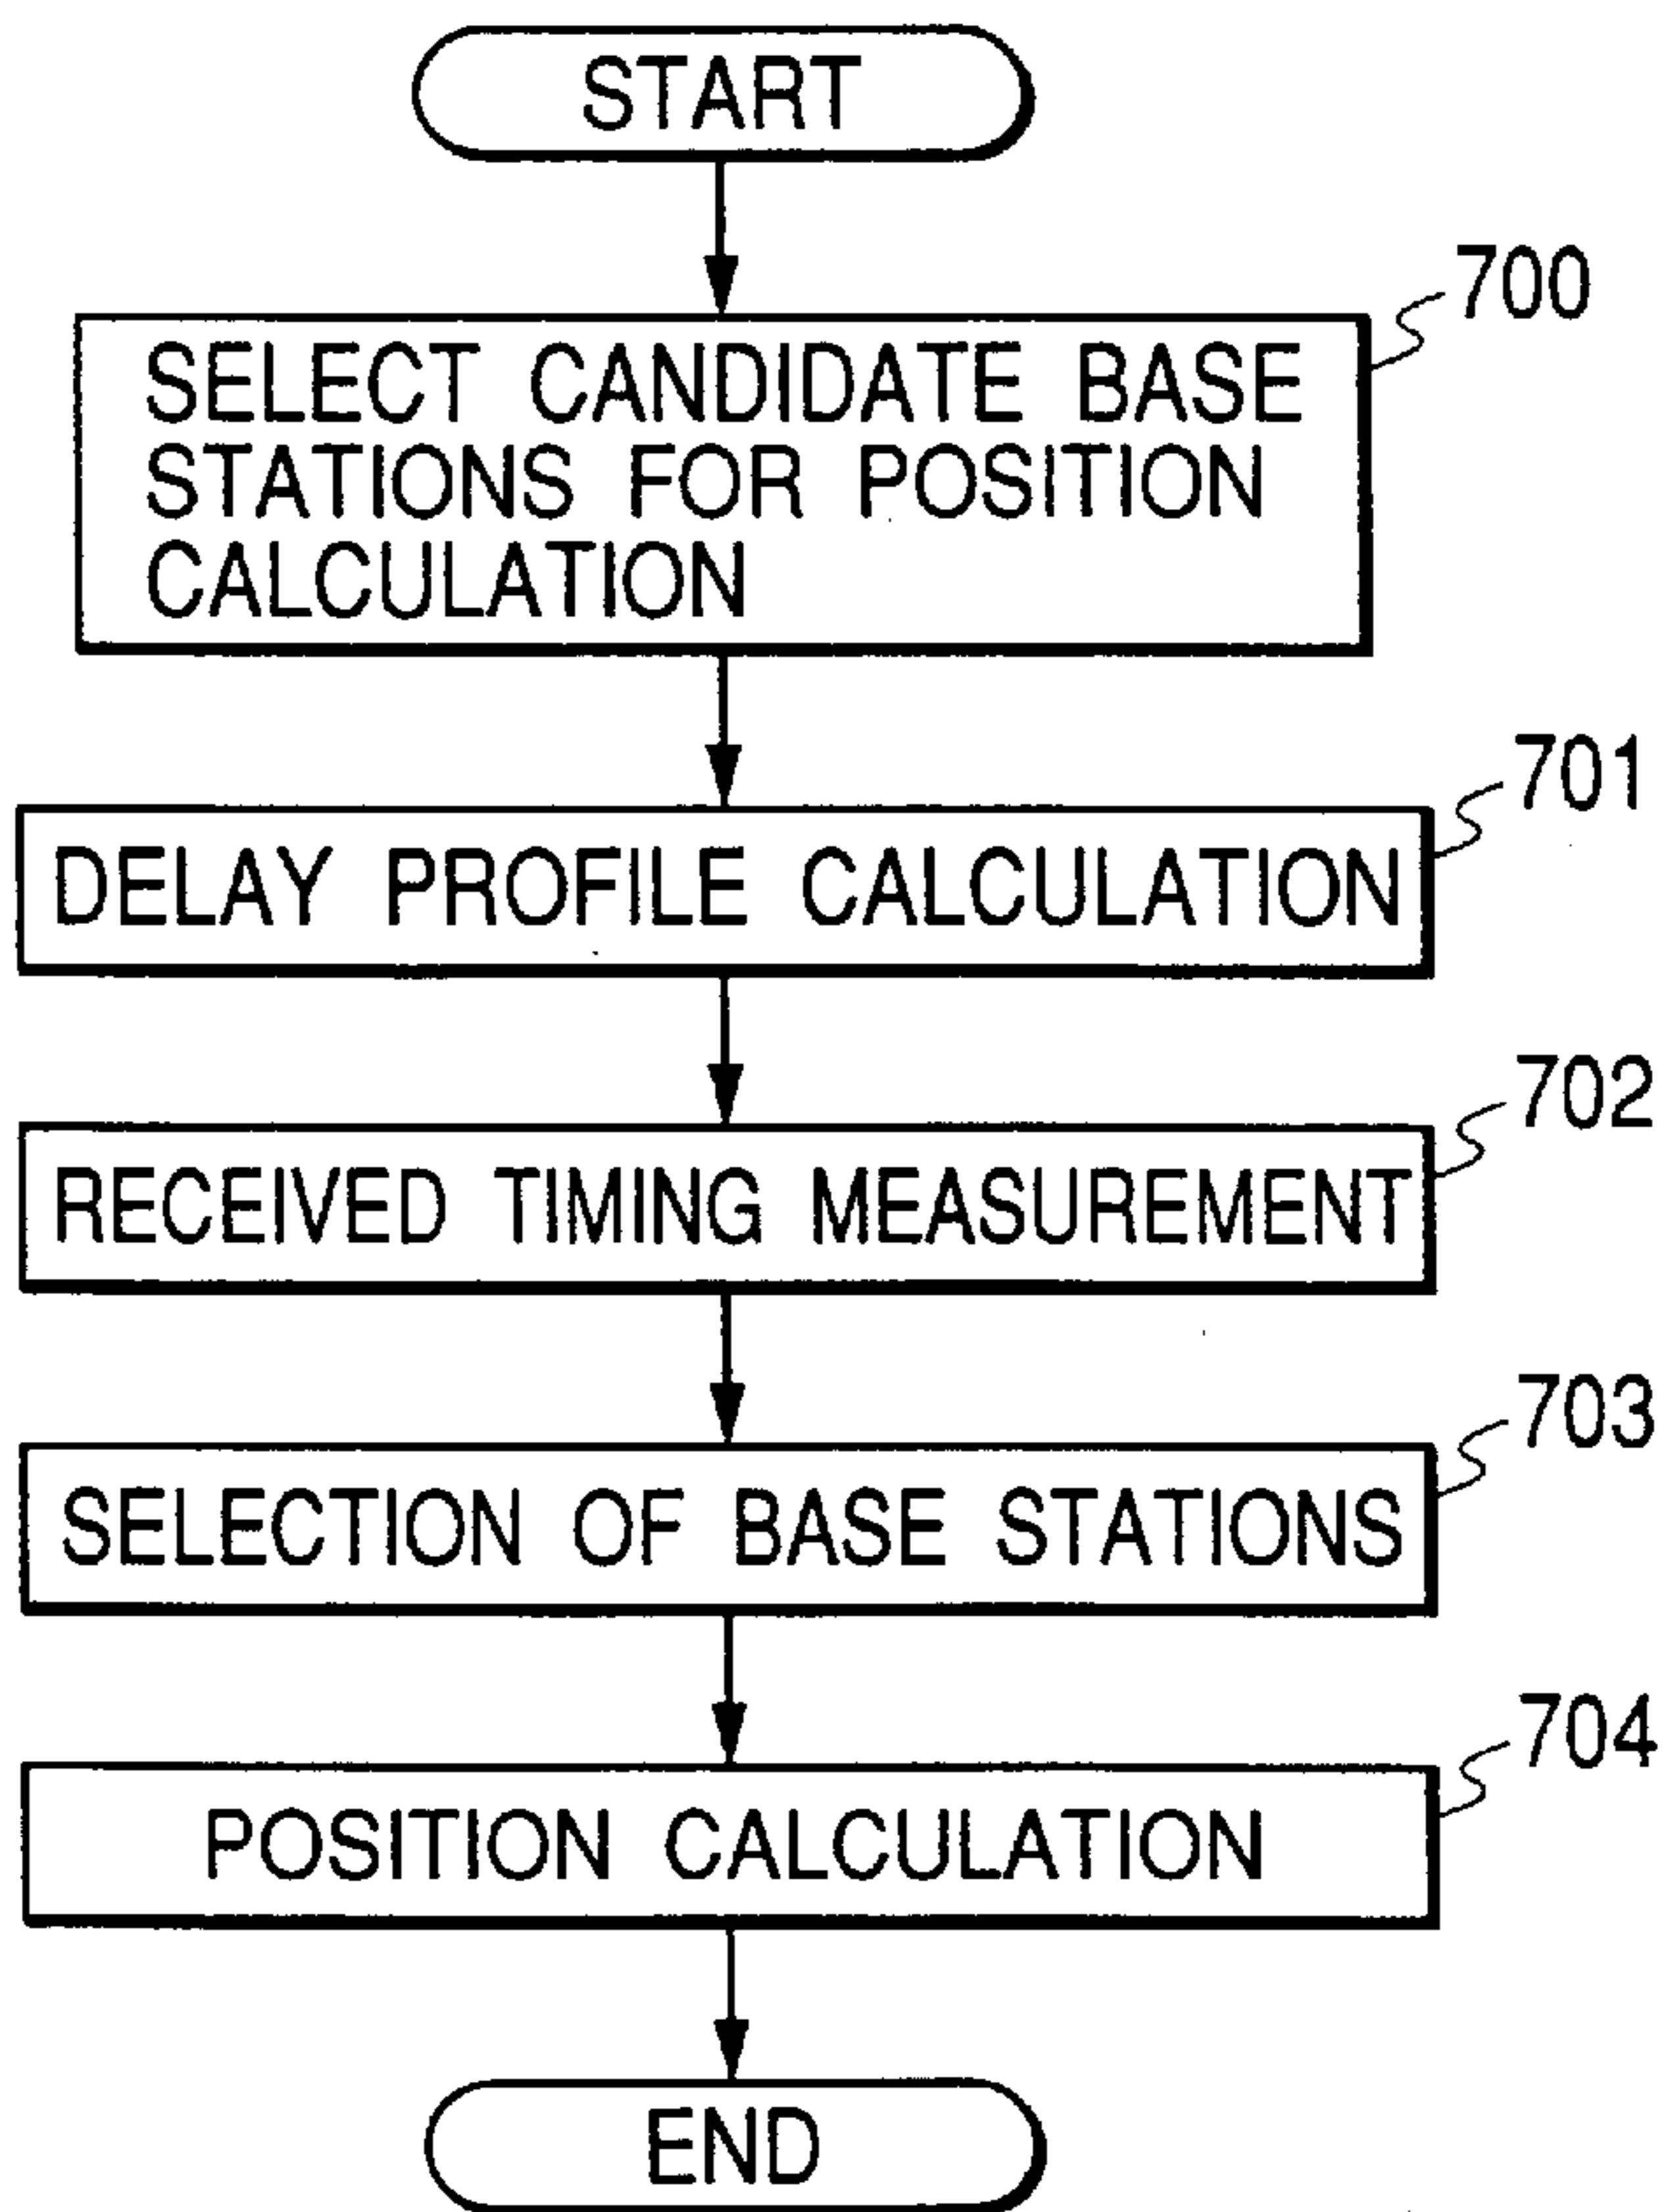 START
700
SELECT CANDIDATE BASE
STATIONS FOR POSITION
CALCULATION
701
DELAY PROFILE CALCULATION
702
RECEIVED TIMING MEASUREMENT
703
SELECTION OF BASE STATIONS
704
POSITION CALCULATION
END